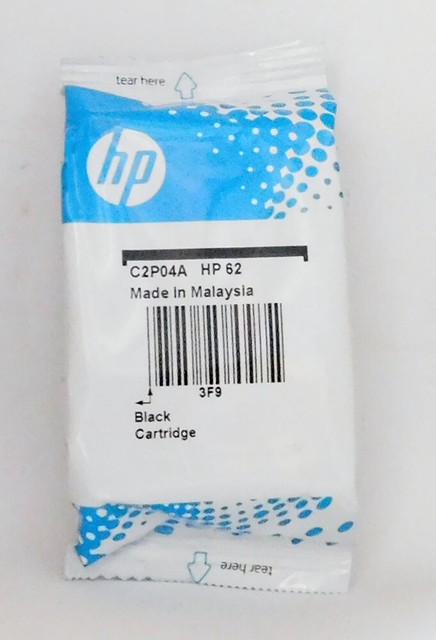 tear here
hp
C2P04A HP 62
Made in Malaysia
3F9
Black
Cartridge
tear here